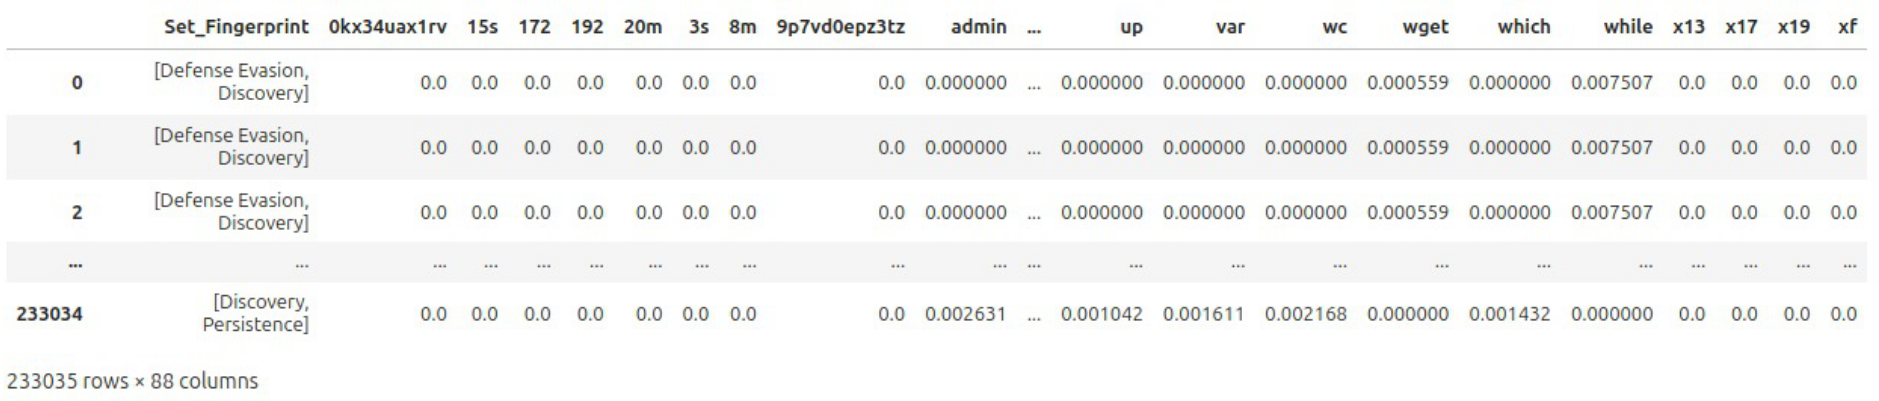 Set_Fingerprint 0kx34uax1rv 15s 172 192 20m 3s 8m 9p7vd0epz3tz admin ... up var wc wget which while x13 x17 x19 xf
0 [Defense Evasion, Discovery] 0.0 0.0 0.0 0.0 0.0 0.0 0.0 0.0 0.000000 ... 0.000000 0.000000 0.000000 0.000559 0.000000 0.007507 0.0 0.0 0.0 0.0
1 [Defense Evasion, Discovery] 0.0 0.0 0.0 0.0 0.0 0.0 0.0 0.0 0.000000 ... 0.000000 0.000000 0.000000 0.000559 0.000000 0.007507 0.0 0.0 0.0 0.0
2 [Defense Evasion, Discovery] 0.0 0.0 0.0 0.0 0.0 0.0 0.0 0.0 0.000000 ... 0.000000 0.000000 0.000000 0.000559 0.000000 0.007507 0.0 0.0 0.0 0.0
... ... ... ... ... ... ... ... ... ... ... ... ... ... ... ... ... ... ... ... ... ...
233034 [Discovery, Persistence] 0.0 0.0 0.0 0.0 0.0 0.0 0.0 0.0 0.002631 ... 0.001042 0.001611 0.002168 0.000000 0.001432 0.000000 0.0 0.0 0.0 0.0
233035 rows × 88 columns